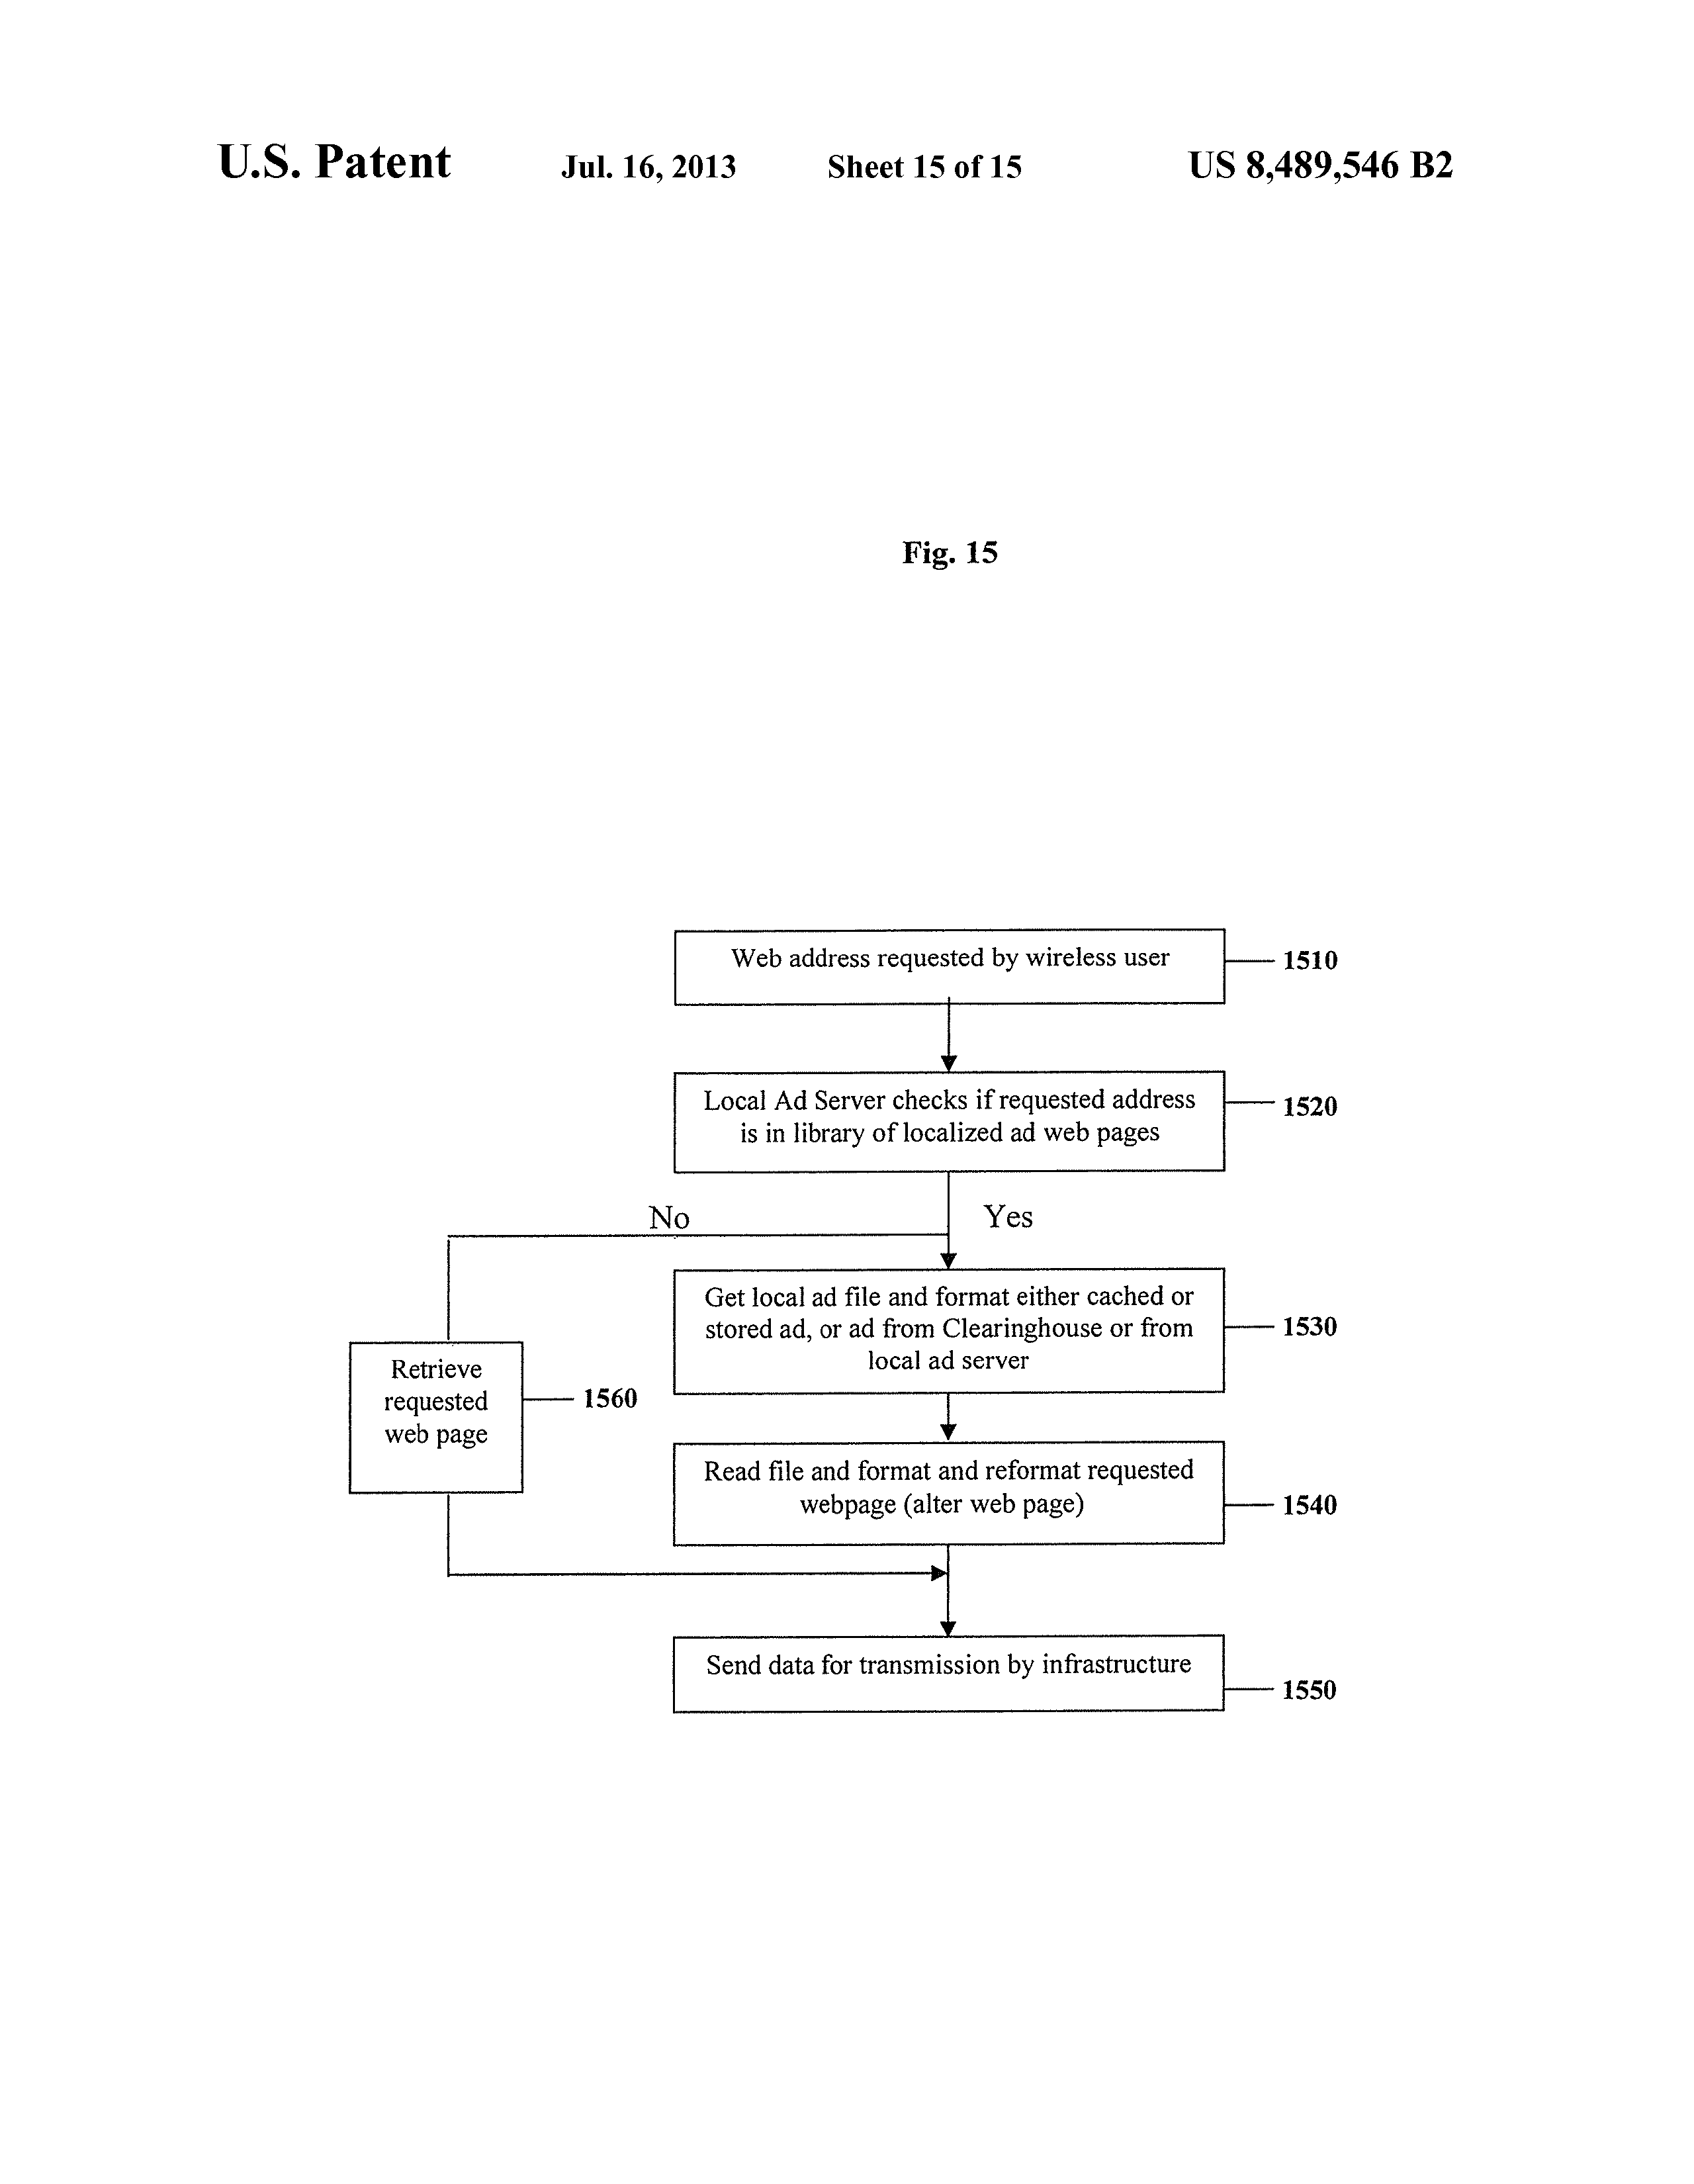 U.S. Patent Jul. 16, 2013 Sheet 15 of 15 US 8,489,546 B2
Fig. 15
Web address requested by wireless user
1510
Local Ad Server checks if requested address
is in library of localized ad web pages
1520
No
Yes
Get local ad file and format either cached or
stored ad, or ad from Clearinghouse or from
local ad server
1530
Retrieve
requested
web page
1560
Read file and format and reformat requested
webpage (alter web page)
1540
Send data for transmission by infrastructure
1550